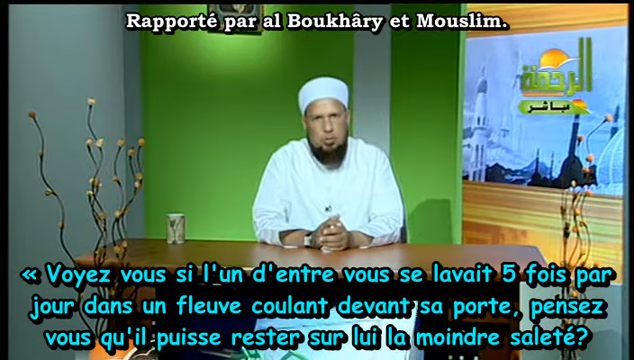 Rapporté par al Boukhâry et Mouslim.
الرحمة
مباشر
« Voyez vous si l'un d'entre vous se lavait 5 fois par
jour dans un fleuve coulant devant sa porte, pensez
vous qu'il puisse rester sur lui la moindre saleté?